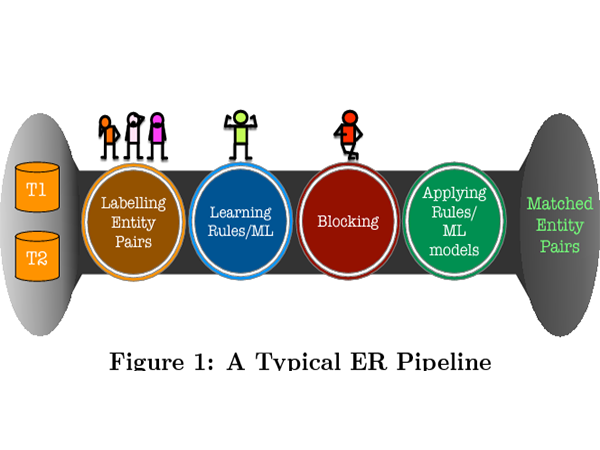 T1
T2
Labelling
Entity
Pairs
Learning
Rules/ML
Blocking
Applying
Rules/
ML
models
Matched
Entity
Pairs
Figure 1: A Typical ER Pipeline